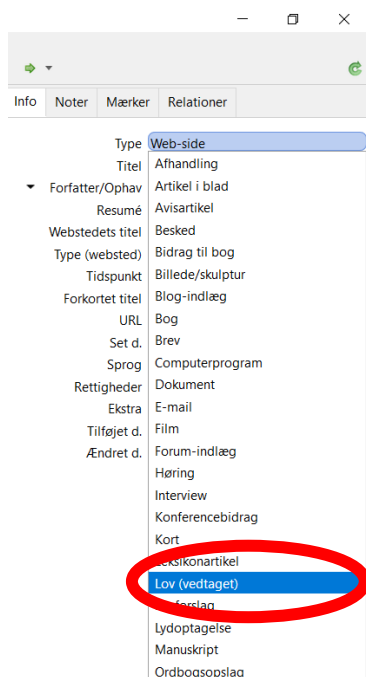 Info Noter Mærker Relationer
Type Web-side
Titel Afhandling
Forfatter/Ophav Artikel i blad
Resumé Avisartikel
Webstedets titel Besked
Type (websted) Bidrag til bog
Tidspunkt Billede/skulptur
Forkortet titel Blog-indlæg
URL Bog
Set d. Brev
Sprog Computerprogram
Rettigheder Dokument
Ekstra E-mail
Tilføjet d. Film
Ændret d. Forum-indlæg
Høring
Interview
Konferencebidrag
Kort
Leksikonartikel
Lov (vedtaget)
Lydoptagelse
Manuskript
Ordbogsopslag